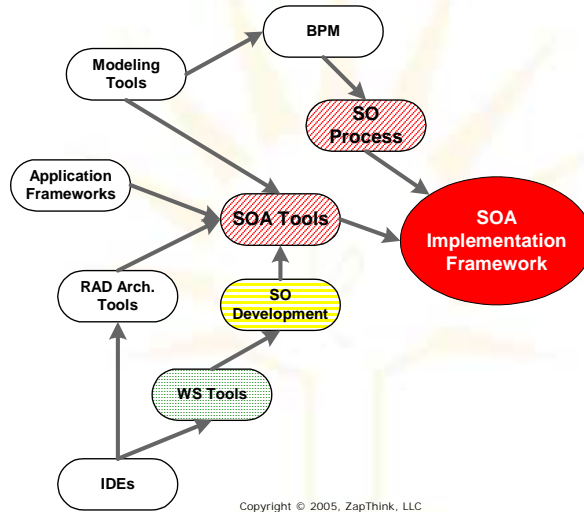 BPM
Modeling
Tools
SO
Process
Application
Frameworks
SOA Tools
SOA
Implementation
Framework
RAD Arch.
Tools
SO
Development
WS Tools
IDEs
Copyright © 2005, ZapThink, LLC